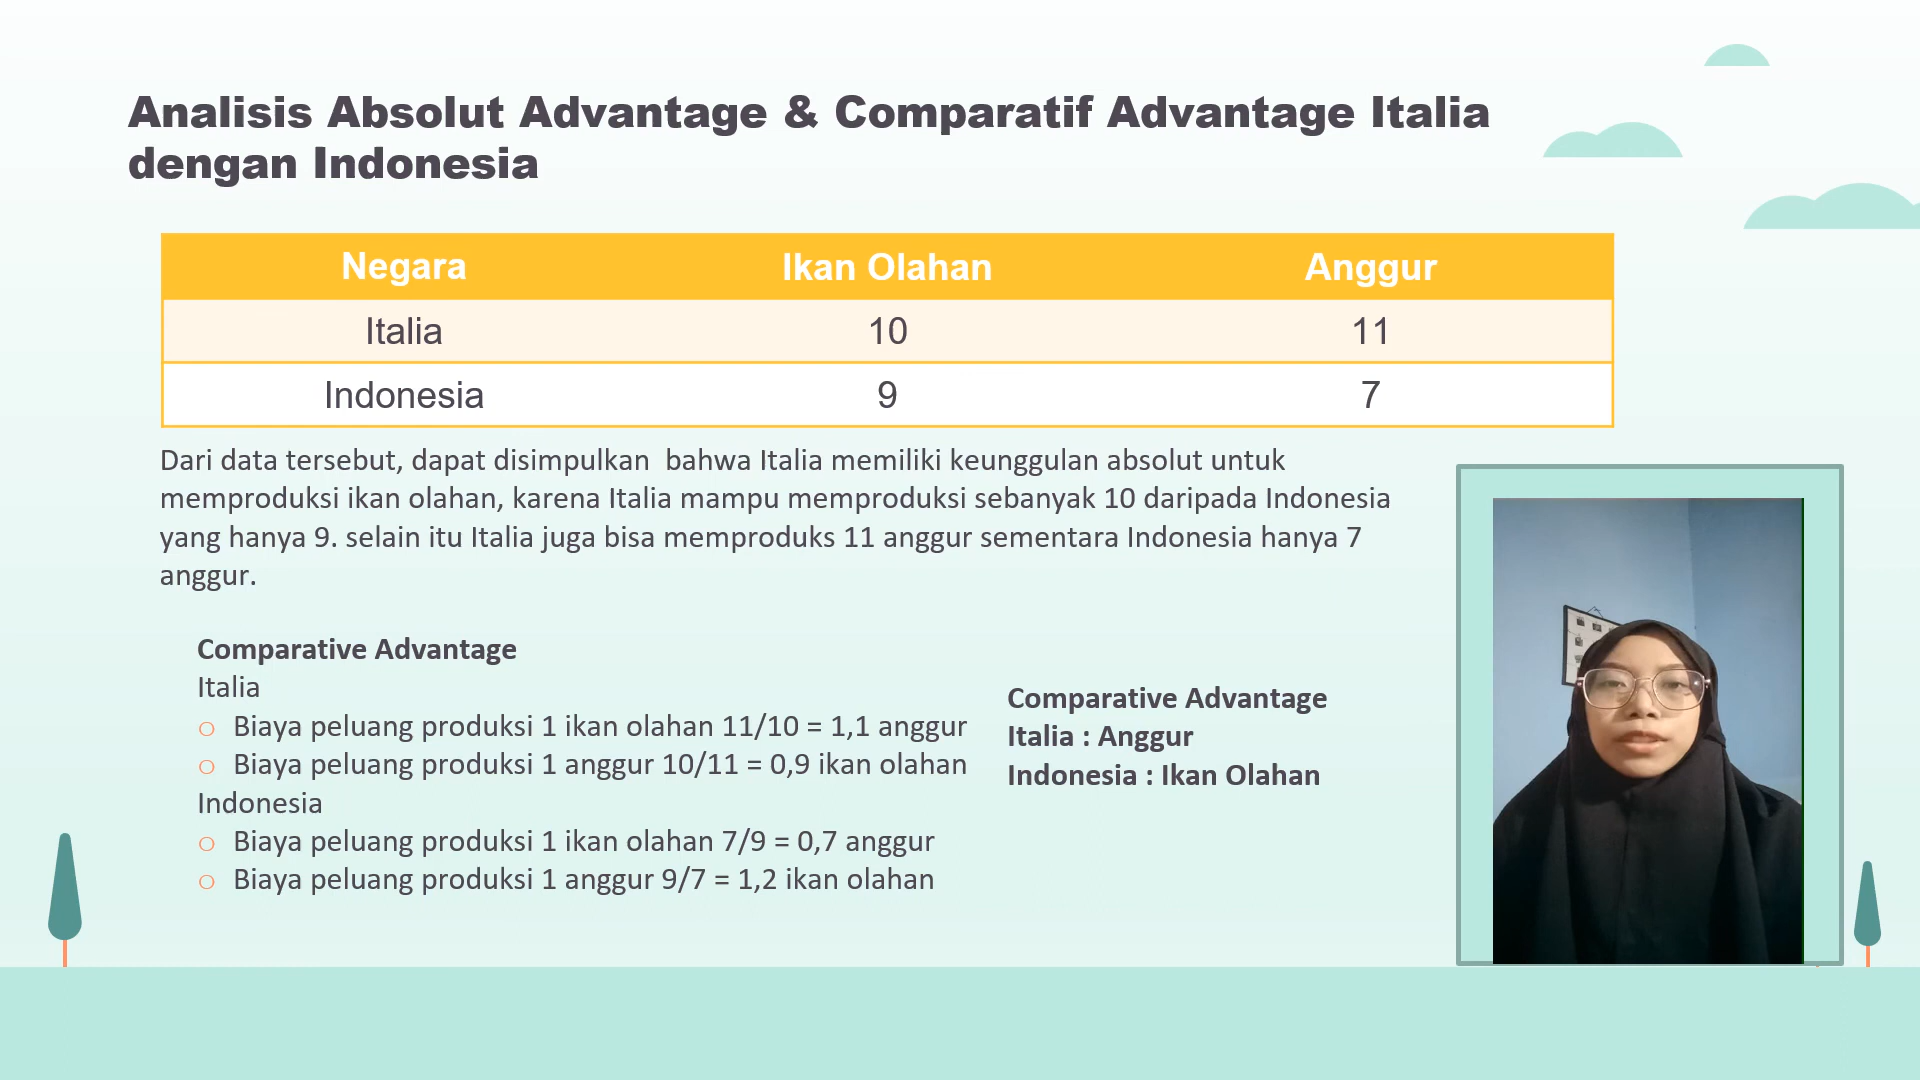 Analisis Absolut Advantage & Comparatif Advantage Italia
dengan Indonesia
Negara Ikan Olahan Anggur
Italia 10 11
Indonesia 9 7
Dari data tersebut, dapat disimpulkan  bahwa Italia memiliki keunggulan absolut untuk
memproduksi ikan olahan, karena Italia mampu memproduksi sebanyak 10 daripada Indonesia
yang hanya 9. selain itu Italia juga bisa memproduks 11 anggur sementara Indonesia hanya 7
anggur.
Comparative Advantage
Italia
o Biaya peluang produksi 1 ikan olahan 11/10 = 1,1 anggur
o Biaya peluang produksi 1 anggur 10/11 = 0,9 ikan olahan
Indonesia
o Biaya peluang produksi 1 ikan olahan 7/9 = 0,7 anggur
o Biaya peluang produksi 1 anggur 9/7 = 1,2 ikan olahan
Comparative Advantage
Italia : Anggur
Indonesia : Ikan Olahan